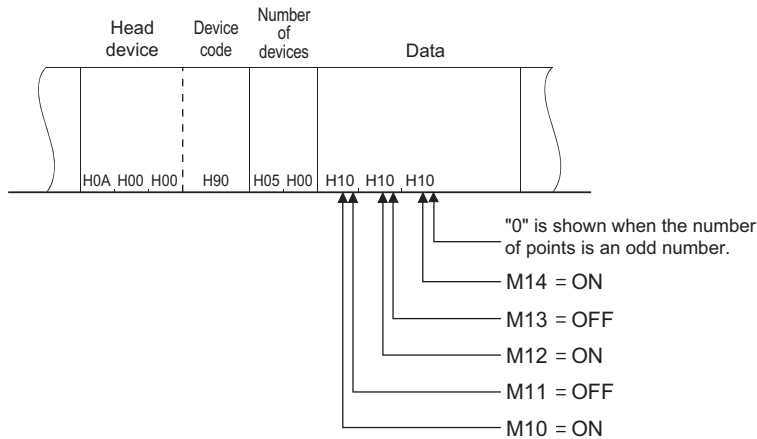 Head
device
Device
code
Number
of
devices
Data
H0A H00 H00 H90 H05 H00 H10 H10 H10
"0" is shown when the number
of points is an odd number.
M14 = ON
M13 = OFF
M12 = ON
M11 = OFF
M10 = ON